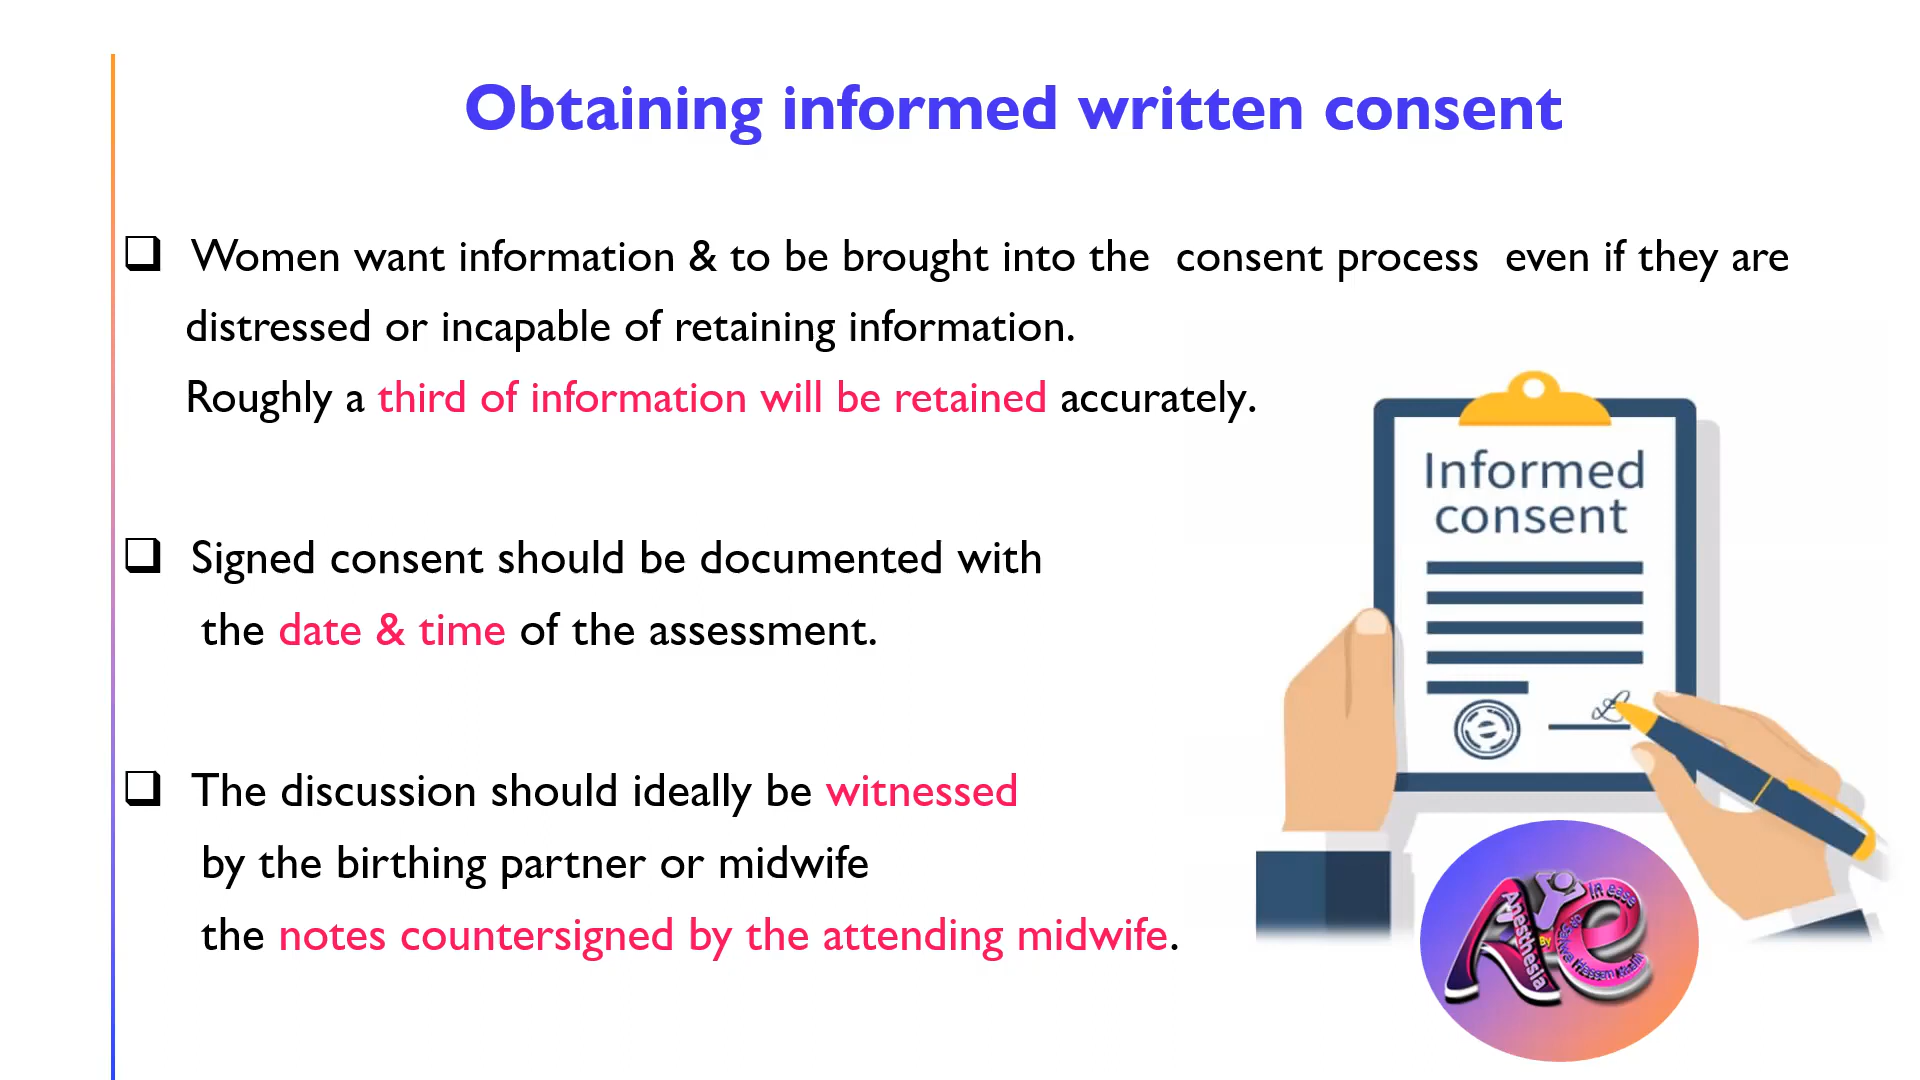 Obtaining informed written consent
❑ Women want information & to be brought into the consent process even if they are
distressed or incapable of retaining information.
Roughly a third of information will be retained accurately.
❑ Signed consent should be documented with
the date & time of the assessment.
❑ The discussion should ideally be witnessed
by the birthing partner or midwife
the notes countersigned by the attending midwife.
Informed
consent
Anesthesia
in ease
BY